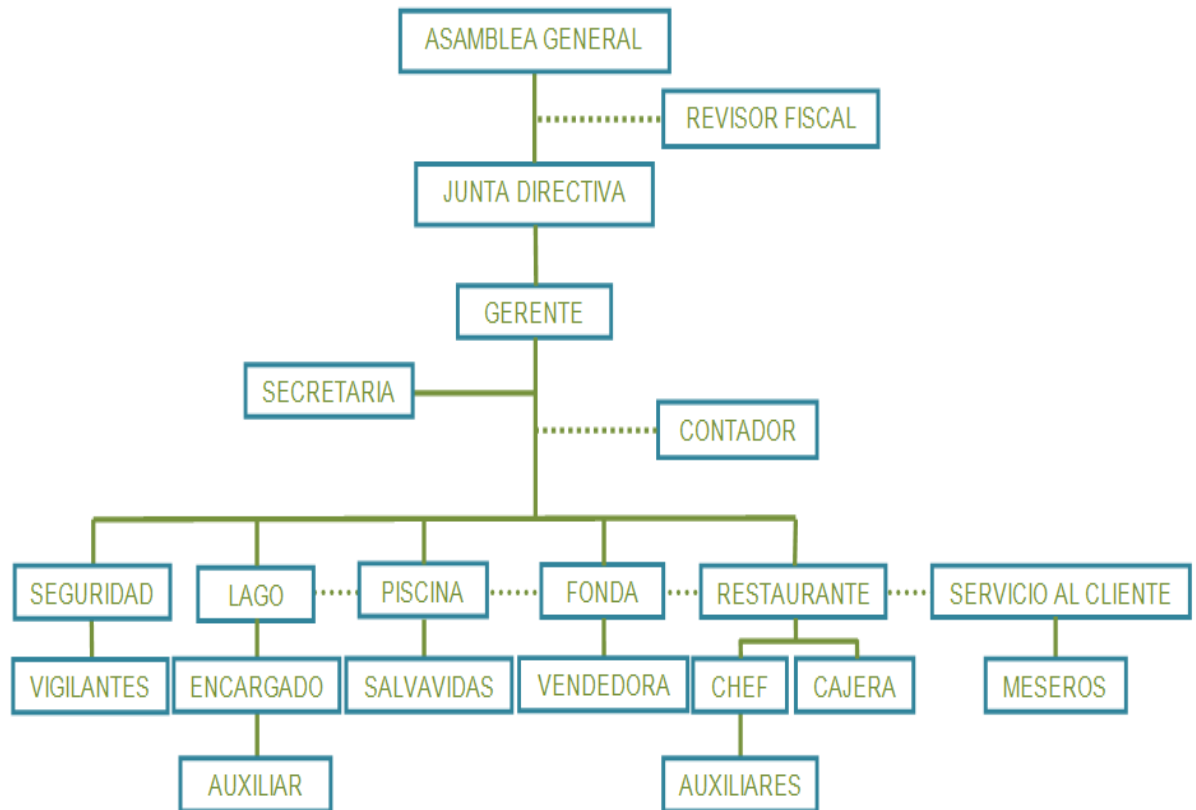 ASAMBLEA GENERAL
REVISOR FISCAL
JUNTA DIRECTIVA
GERENTE
SECRETARIA
CONTADOR
SEGURIDAD
LAGO
PISCINA
FONDA
RESTAURANTE
SERVICIO AL CLIENTE
VIGILANTES
ENCARGADO
SALVAVIDAS
VENDEDORA
CHEF
CAJERA
MESEROS
AUXILIAR
AUXILIARES